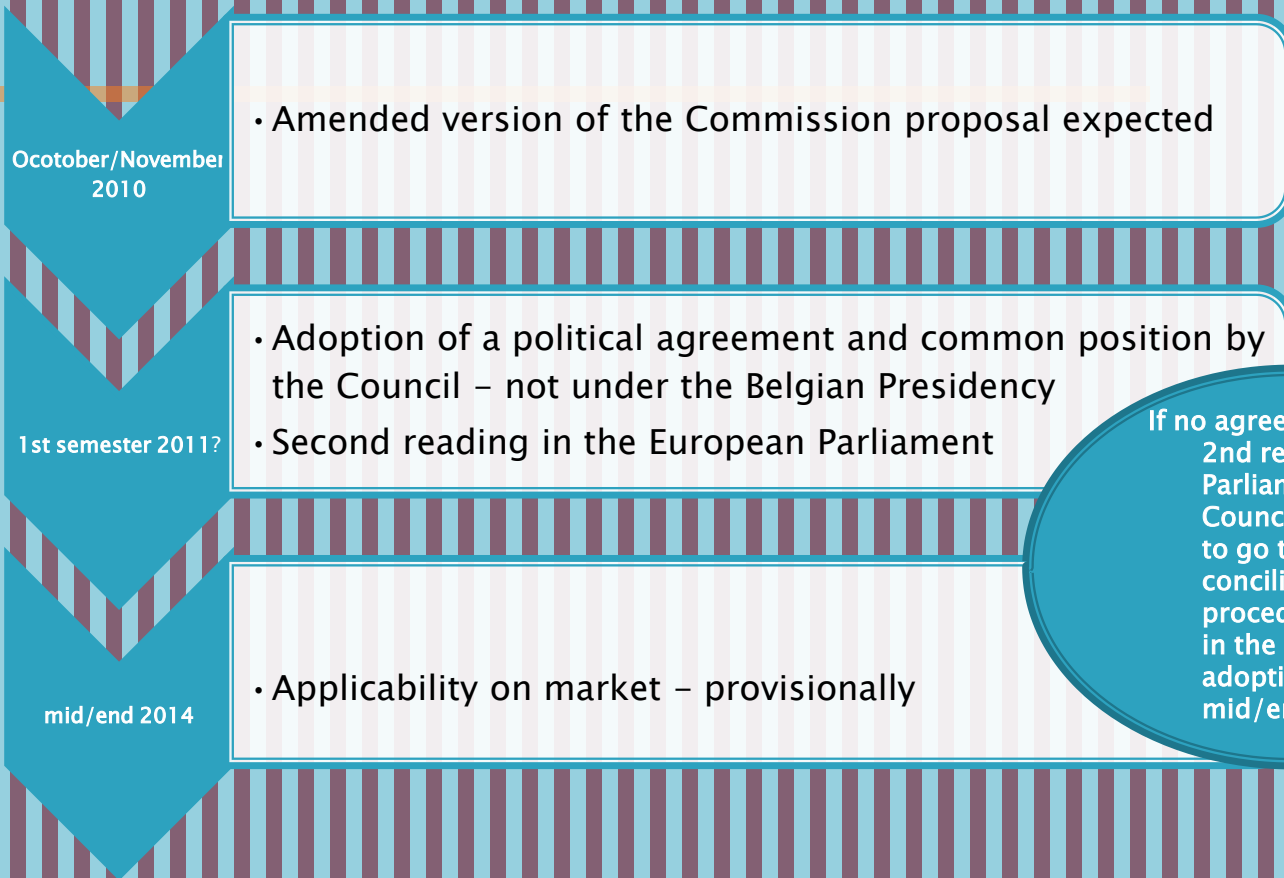 Ocotober/November
2010
• Amended version of the Commission proposal expected
1st semester 2011?
• Adoption of a political agreement and common position by
the Council – not under the Belgian Presidency
• Second reading in the European Parliament
If no
2nd
to go
in the
mid/end 2014
• Applicability on market – provisionally